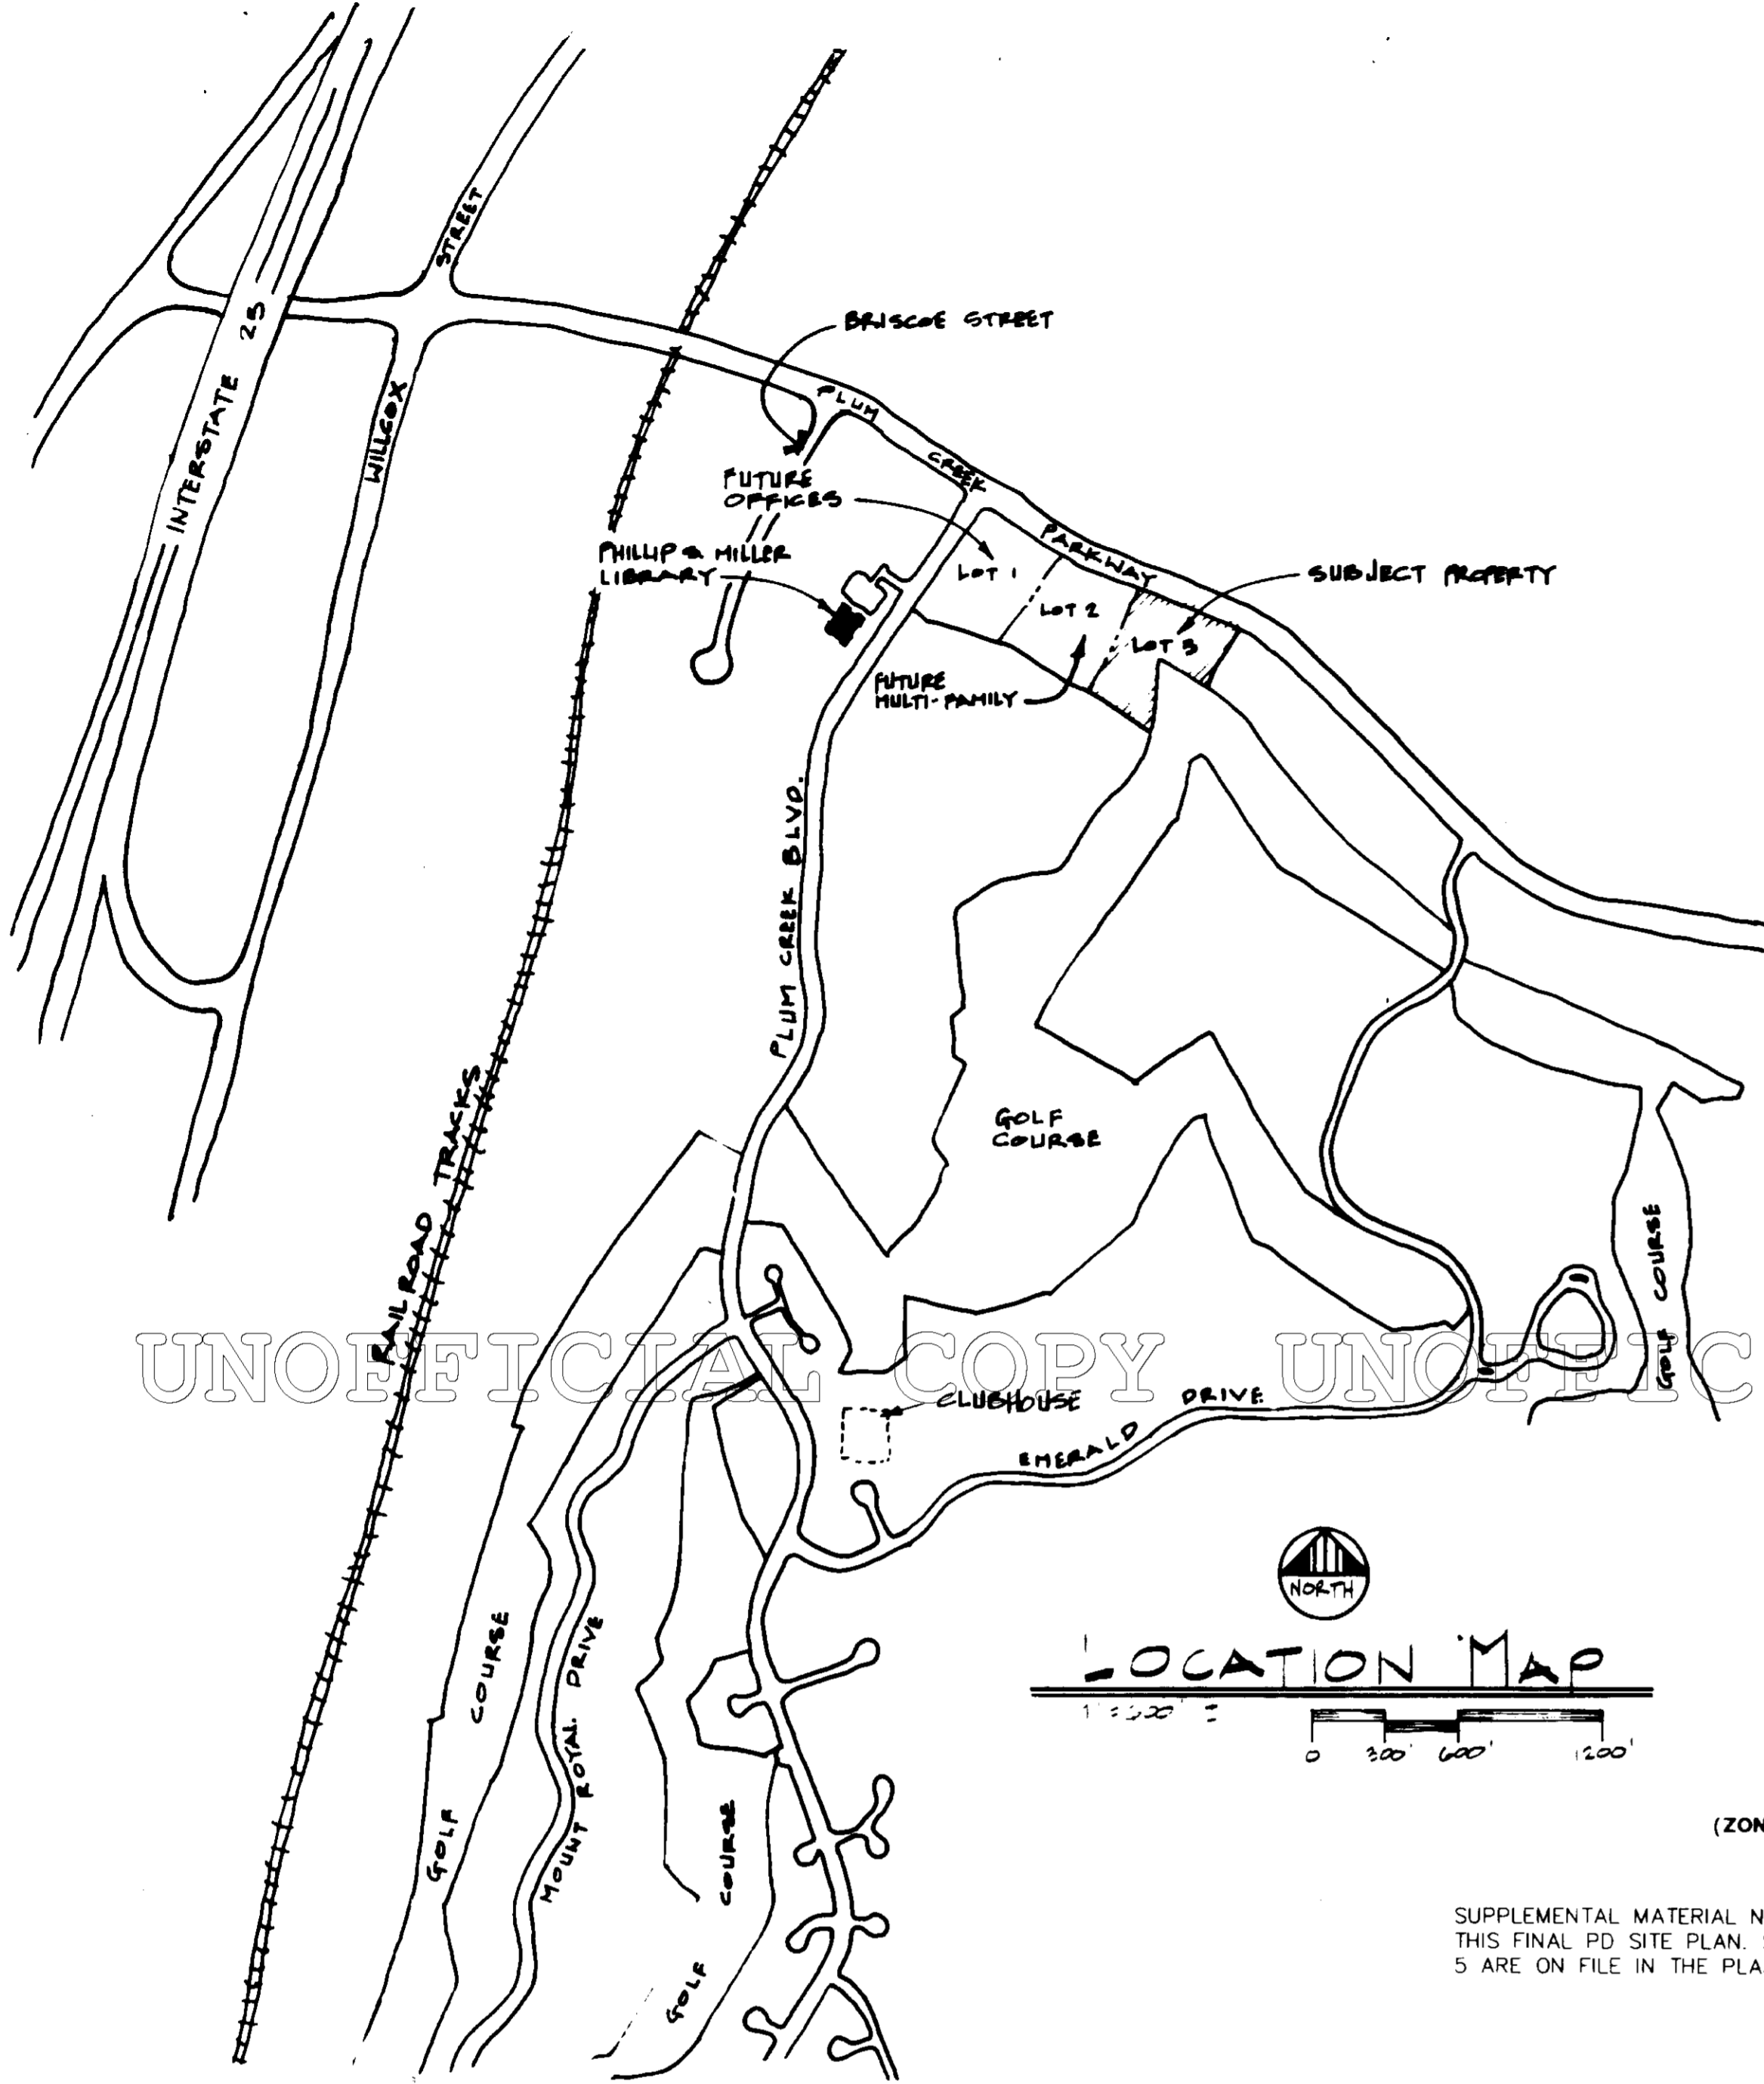 STREET
BRISCOE STREET
INTERSTATE 25
WILLCOX
PLUM
CREEK
PARKWAY
FUTURE
OFFICES
PHILLIP S. MILLER
LIBRARY
LOT 1
LOT 2
LOT 3
SUBJECT PROPERTY
FUTURE
MULTI-FAMILY
PLUM CREEK BLVD.
RAILROAD TRACKS
GOLF
COURSE
GOLF COURSE
UNOFFICIAL COPY UNOFFIC
CLUBHOUSE
EMERALD DRIVE
NORTH
LOCATION MAP
0 300' 600' 1200'
GOLF COURSE
MOUNT ROYAL DRIVE
GOLF COURSE
(ZON
SUPPLEMENTAL MATERIAL N
THIS FINAL PD SITE PLAN.
5 ARE ON FILE IN THE PLA